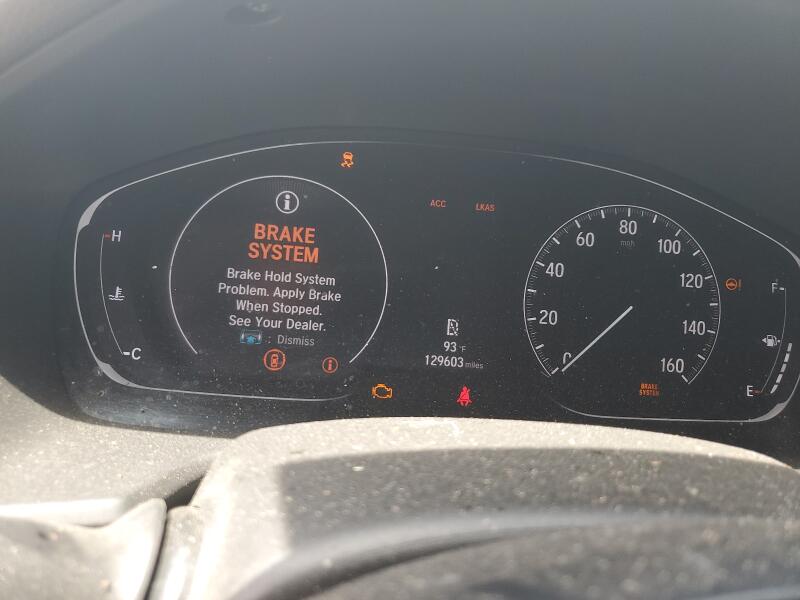 BRAKE
SYSTEM
Brake Hold System
Problem. Apply Brake
When Stopped.
See Your Dealer.
: Dismiss
H
C
ACC
LKAS
93 °F
129603 miles
0
20
40
60
80
100
120
140
160
mph
BRAKE
SYSTEM
F
E